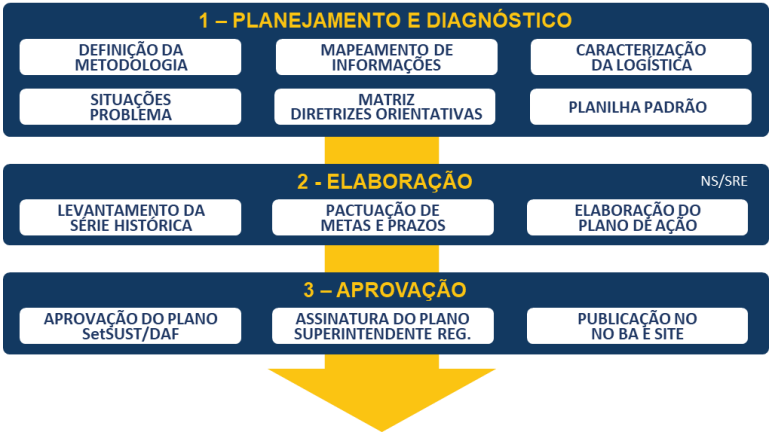 1 – PLANEJAMENTO E DIAGNÓSTICO
DEFINIÇÃO DA
METODOLOGIA
MAPEAMENTO DE
INFORMAÇÕES
CARACTERIZAÇÃO
DA LOGÍSTICA
SITUAÇÕES
PROBLEMA
MATRIZ
DIRETRIZES ORIENTATIVAS
PLANILHA PADRÃO
2 - ELABORAÇÃO
NS/SRE
LEVANTAMENTO DA
SÉRIE HISTÓRICA
PACTUAÇÃO DE
METAS E PRAZOS
ELABORAÇÃO DO
PLANO DE AÇÃO
3 – APROVAÇÃO
APROVAÇÃO DO PLANO
SetSUST/DAF
ASSINATURA DO PLANO
SUPERINTENDENTE REG.
PUBLICAÇÃO NO
NO BA E SITE